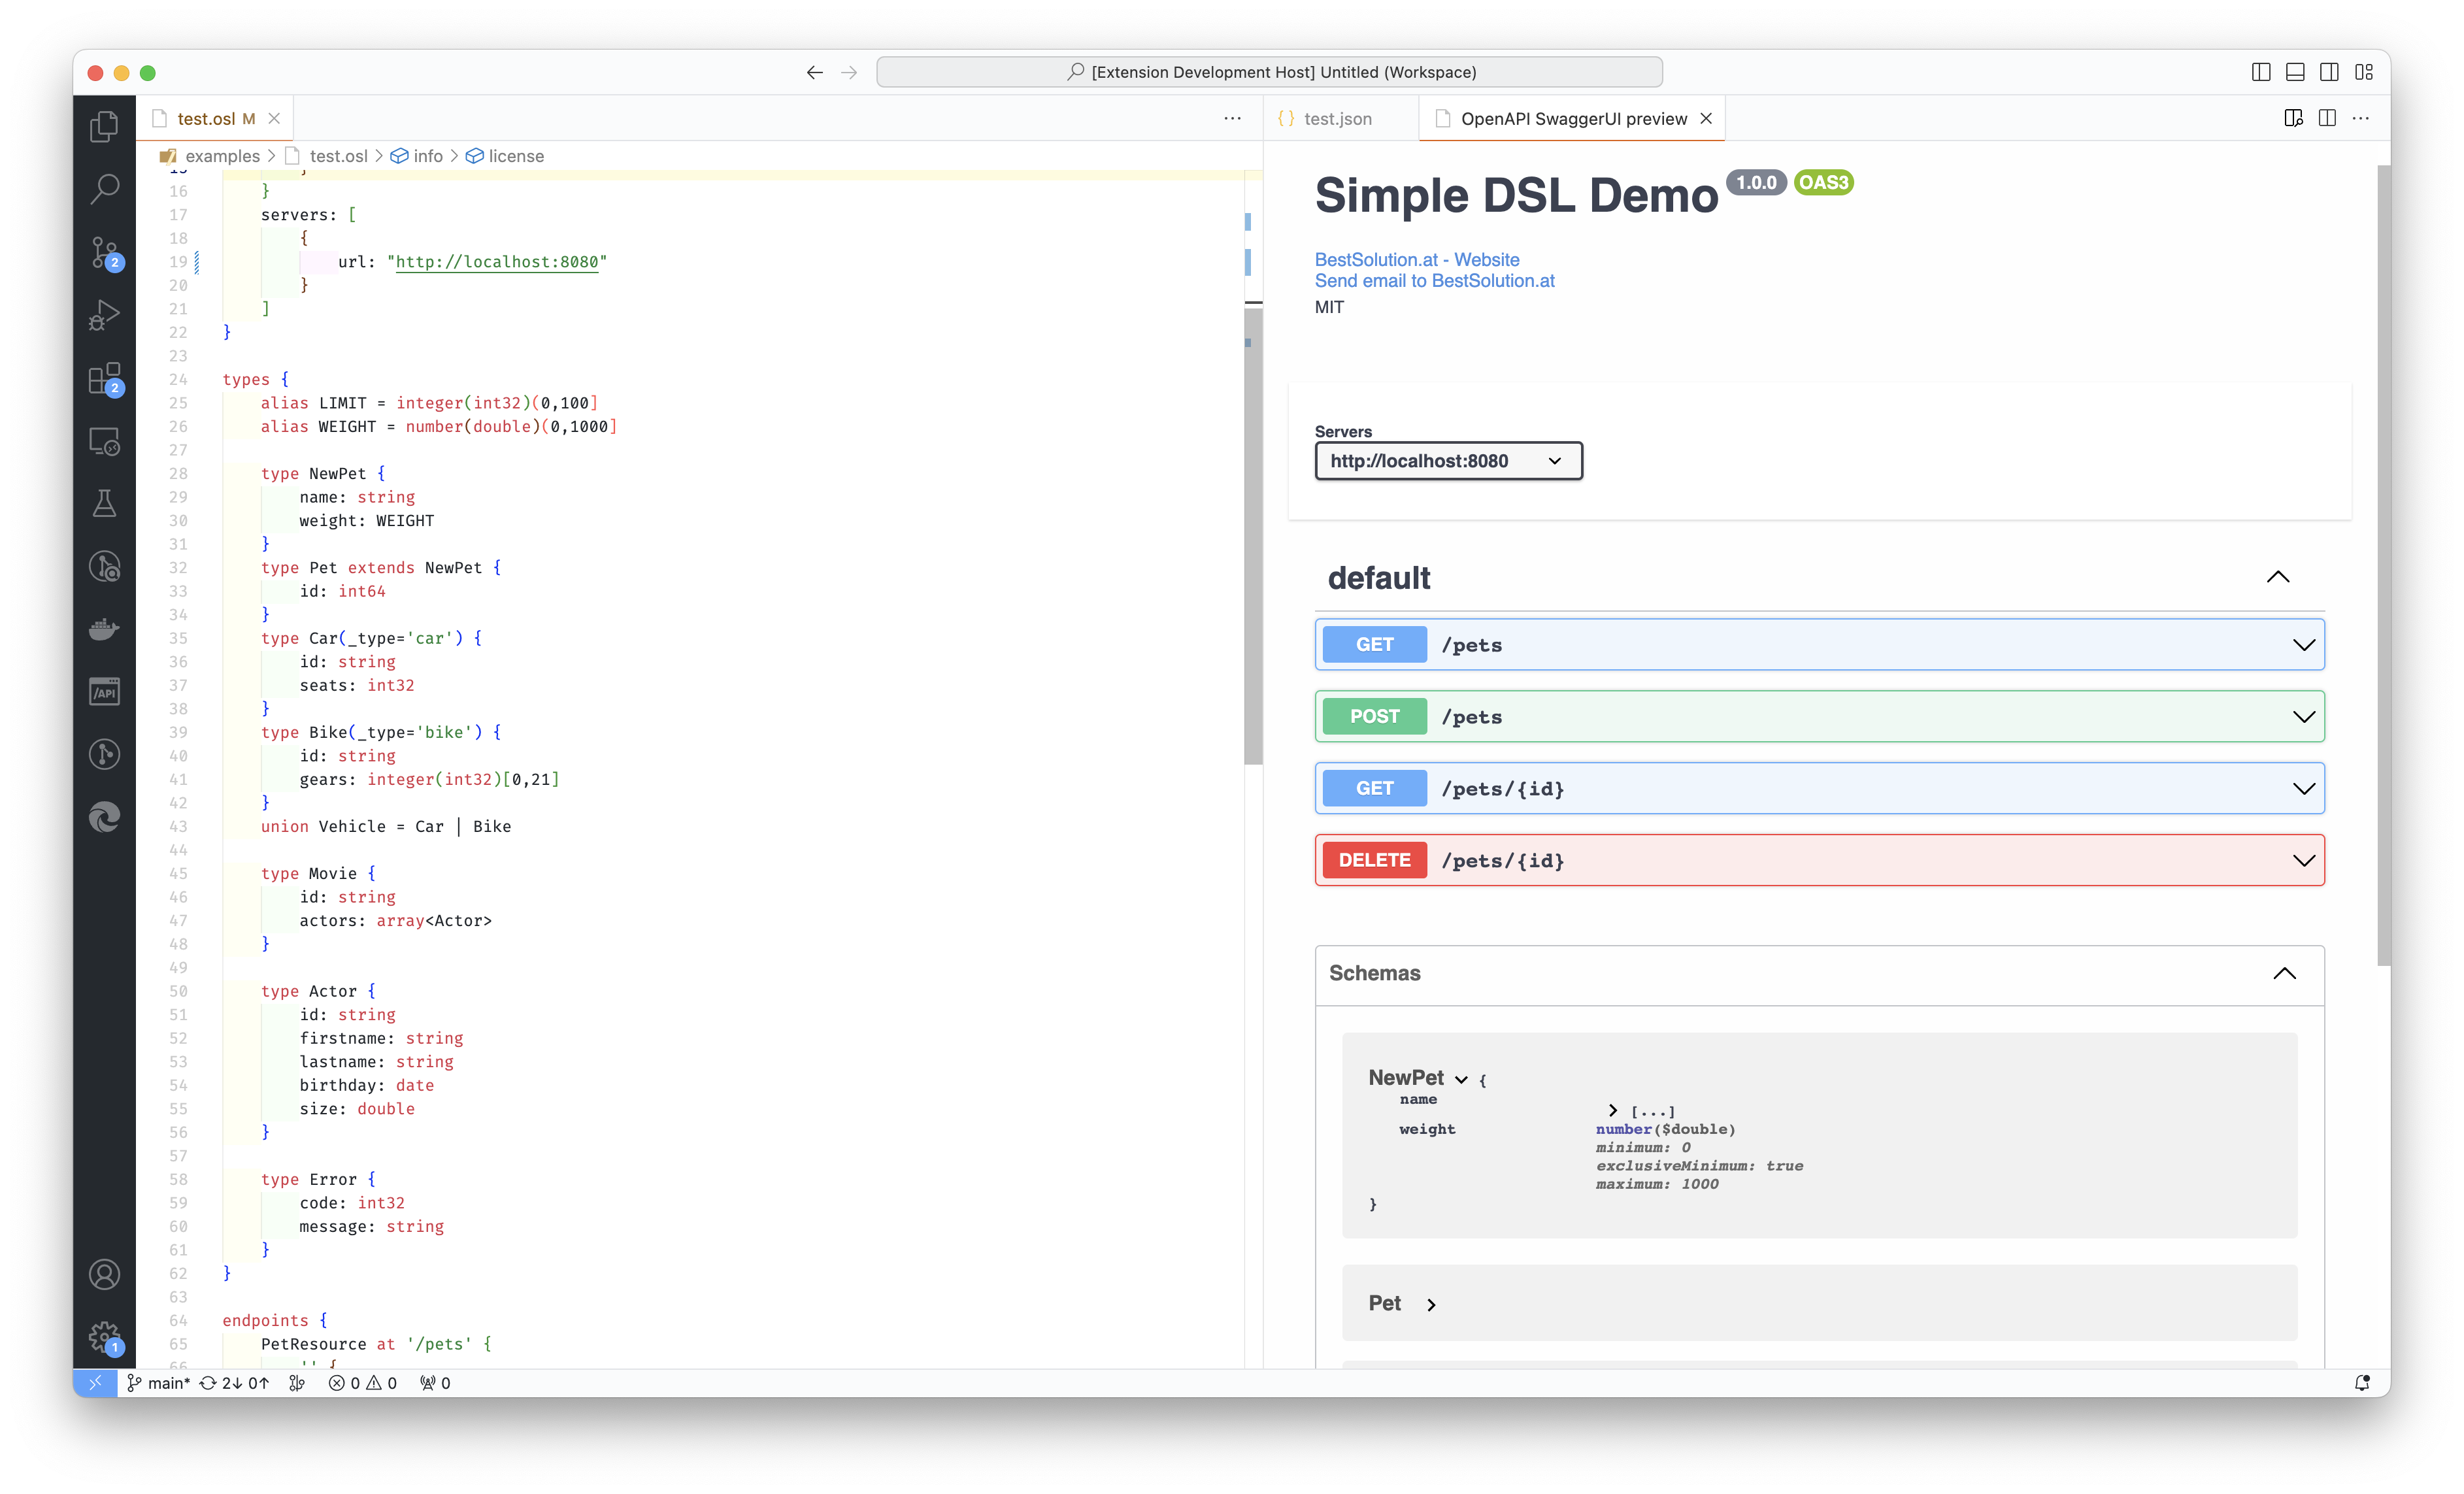 [Extension Development Host] Untitled (Workspace)
test.osl M
examples > test.osl > info > license
16 }
17 servers: [
18 {
19 url: "http://localhost:8080"
20 }
21 ]
22 }
23
24 types {
25 alias LIMIT = integer(int32)(0,100]
26 alias WEIGHT = number(double)(0,1000]
27
28 type NewPet {
29 name: string
30 weight: WEIGHT
31 }
32 type Pet extends NewPet {
33 id: int64
34 }
35 type Car(_type='car') {
36 id: string
37 seats: int32
38 }
39 type Bike(_type='bike') {
40 id: string
41 gears: integer(int32)[0,21]
42 }
43 union Vehicle = Car | Bike
44
45 type Movie {
46 id: string
47 actors: array<Actor>
48 }
49
50 type Actor {
51 id: string
52 firstname: string
53 lastname: string
54 birthday: date
55 size: double
56 }
57
58 type Error {
59 code: int32
60 message: string
61 }
62 }
63
64 endpoints {
65 PetResource at '/pets' {
66 '' {
{ } test.json
OpenAPI SwaggerUI preview
Simple DSL Demo 1.0.0 OAS3
BestSolution.at - Website
Send email to BestSolution.at
MIT
Servers
http://localhost:8080
default
GET /pets
POST /pets
GET /pets/{id}
DELETE /pets/{id}
Schemas
NewPet {
name
[...]
weight number($double)
minimum: 0
exclusiveMinimum: true
maximum: 1000
}
Pet
2
2
/API
1
main* 2↓ 0↑ 0 0 0